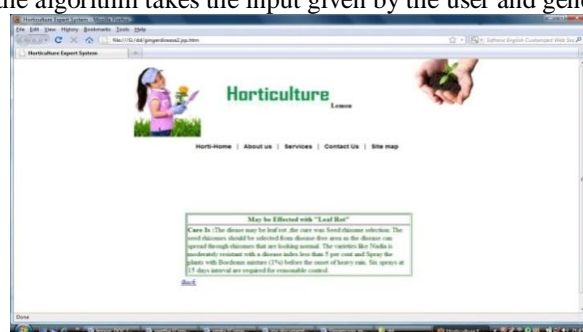 the algorithm takes the input given by the user and gene
Horticulture Expert System - Mozilla Firefox
File Edit View History Bookmarks Tools Help
Horticulture Expert System
Horticulture
Lemon
Horti-Home | About us | Services | Contact Us | Site map
May be Effected with "Leaf Rot"
Cure Is :The diease may be leaf rot ,the cure was Seed rhizome selection. The
seed rhizomes should be selected from disease free area as the disease can
spread through rhizomes that are looking normal. The varieties like Nadia is
moderately resistant with a disease index less than 5 per cent and Spray the
plants with Bordeaux mixture (1%) before the onset of heavy rain. Six sprays at
15 days interval are required for reasonable control
Back
Done